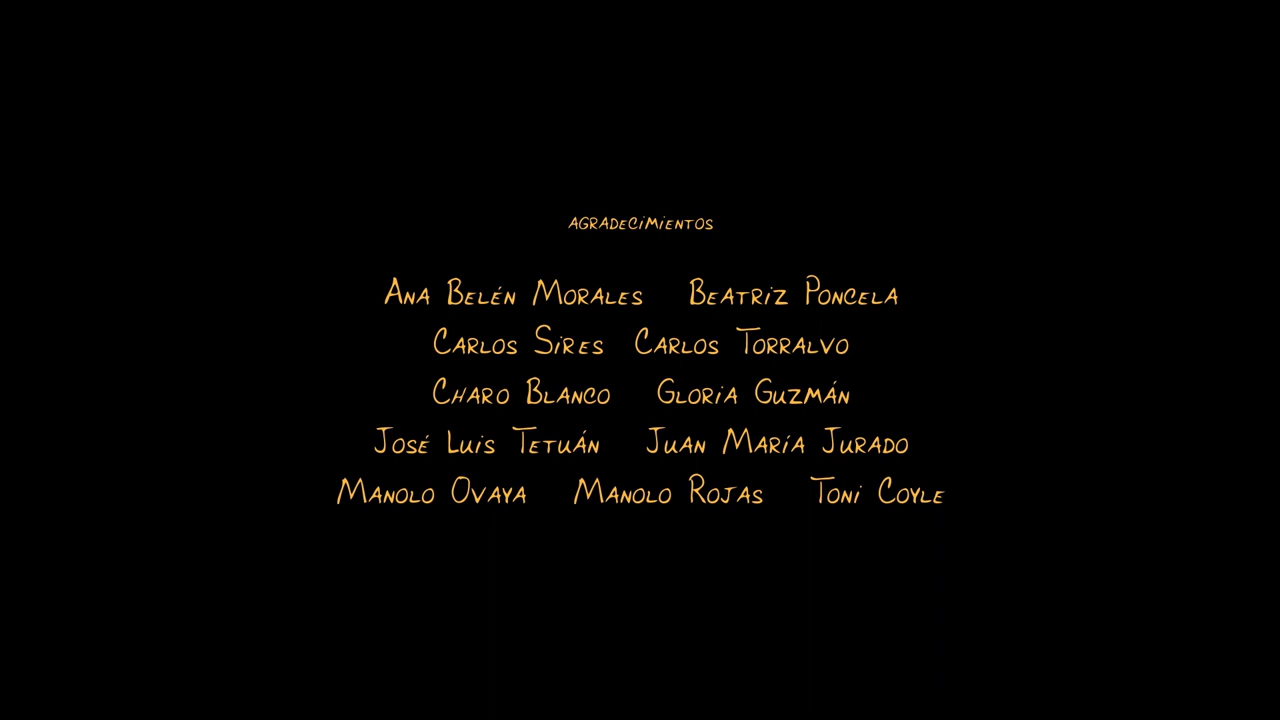 AGRADECIMIENTOS
ANA BELÉN MORALES BEATRIZ PONCELA
CARLOS SIRES CARLOS TORRALVO
CHARO BLANCO GLORIA GUZMÁN
JOSÉ LUIS TETUÁN JUAN MARÍA JURADO
MANOLO OVAYA MANOLO ROJAS TONI COYLE